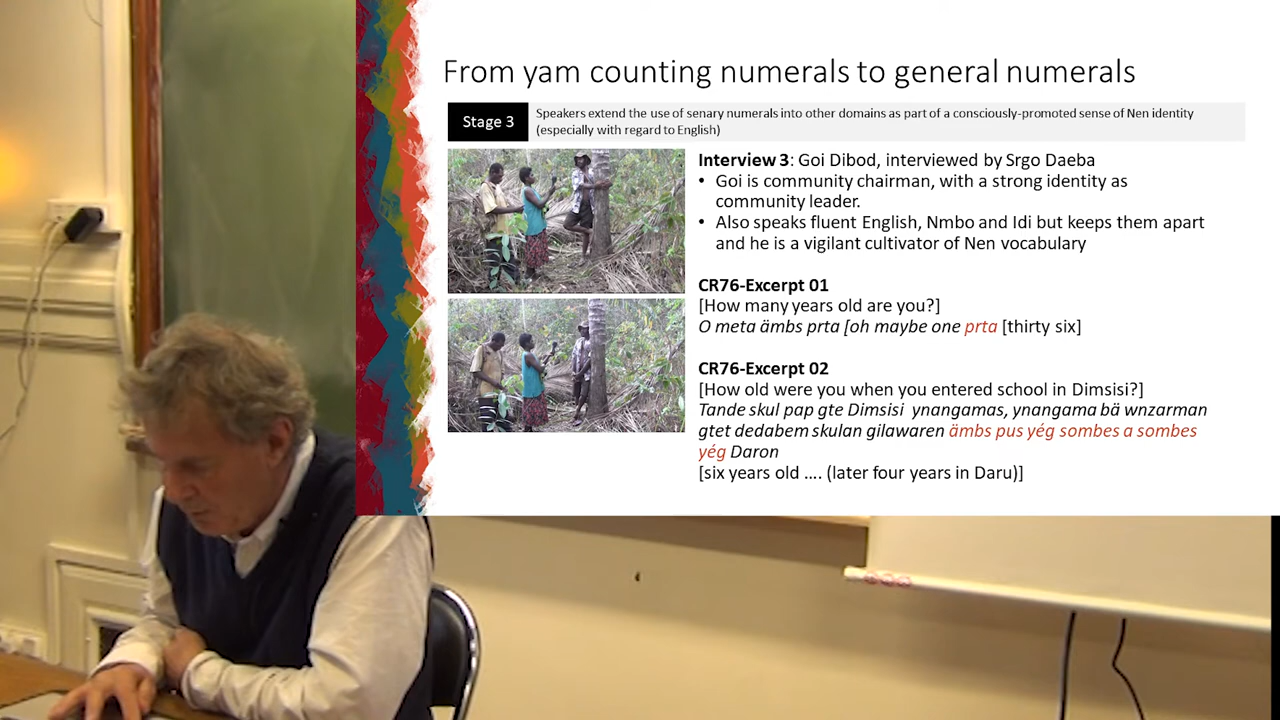 From yam counting numerals to general numerals
Stage 3
Speakers extend the use of senary numerals into other domains as part of a consciously-promoted sense of Nen identity
(especially with regard to English)
Interview 3: Goi Dibod, interviewed by Srgo Daeba
• Goi is community chairman, with a strong identity as
community leader.
• Also speaks fluent English, Nmbo and Idi but keeps them apart
and he is a vigilant cultivator of Nen vocabulary
CR76-Excerpt 01
[How many years old are you?]
O meta ämbs prta [oh maybe one prta [thirty six]
CR76-Excerpt 02
[How old were you when you entered school in Dimsisi?]
Tande skul pap gte Dimsisi ynangamas, ynangama bä wnzarman
gtet dedabem skulan gilawaren ämbs pus yég sombes a sombes
yég Daron
[six years old .... (later four years in Daru)]